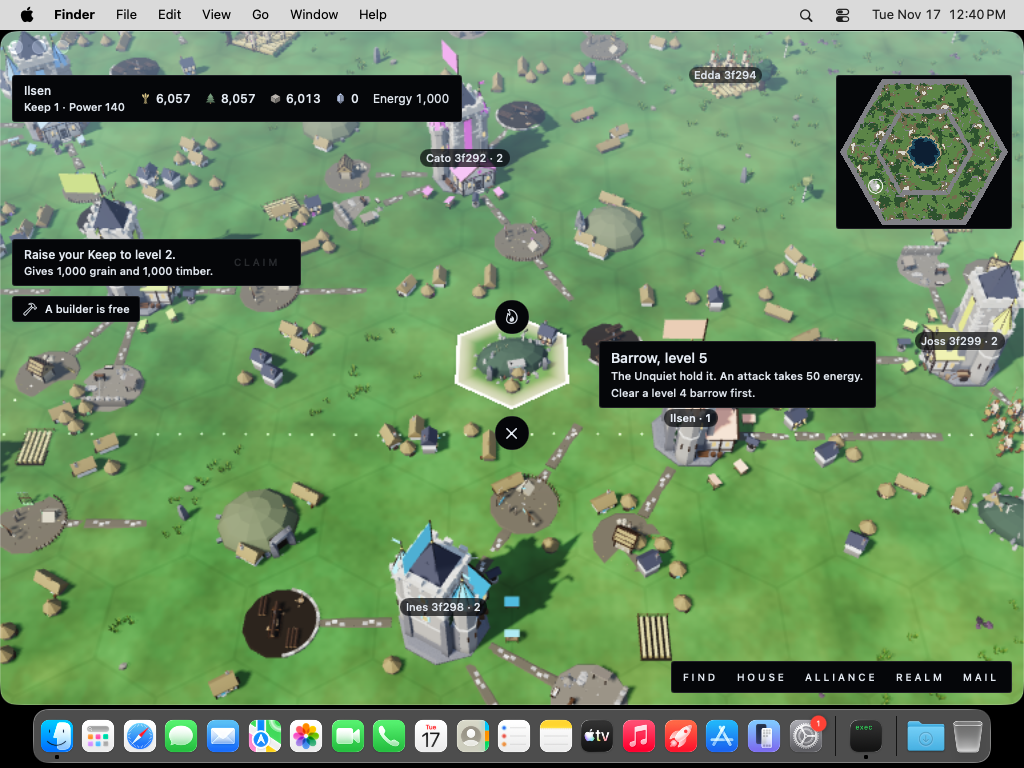 Finder File Edit View Go Window Help Tue Nov 17 12:40 PM
Edda 3f294
Ilsen
Keep 1 · Power 140
6,057 8,057 6,013 0 Energy 1,000
Cato 3f292 · 2
Raise your Keep to level 2.
Gives 1,000 grain and 1,000 timber.
CLAIM
A builder is free
Joss 3f299 · 2
Barrow, level 5
The Unquiet hold it. An attack takes 50 energy.
Clear a level 4 barrow first.
Ilsen · 1
Ines 3f298 · 2
FIND HOUSE ALLIANCE REALM MAIL
Tue
17
tv
1
exec